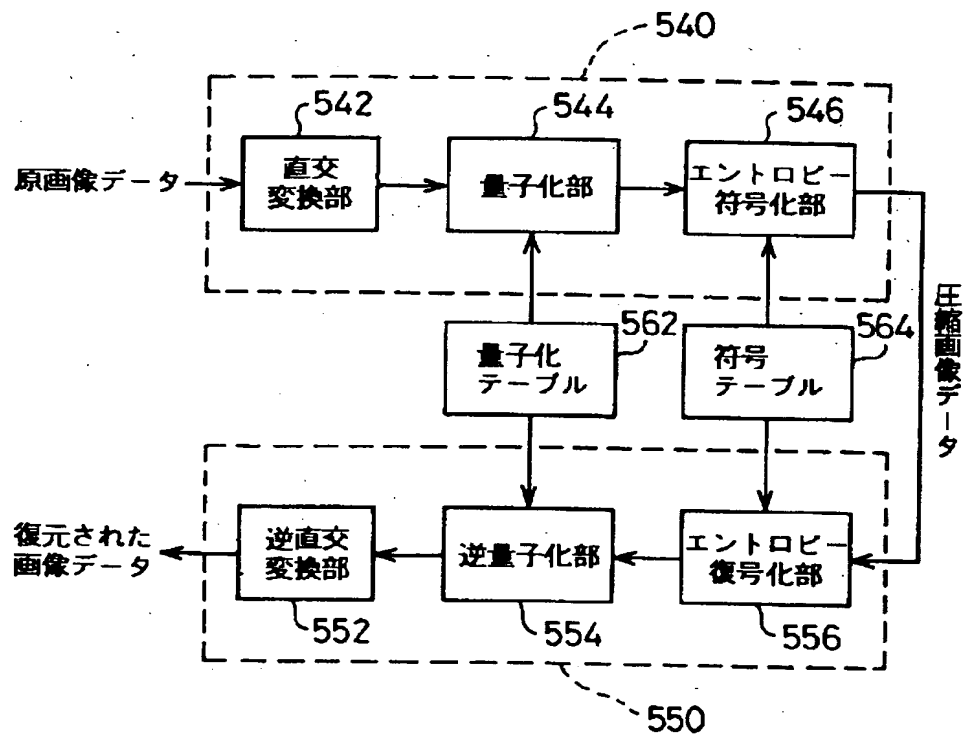 540
542
544
546
原画像データ
直交
変換部
量子化部
エントロピー
符号化部
562
564
量子化
テーブル
符号
テーブル
圧縮画像データ
復元された
画像データ
逆直交
変換部
逆量子化部
エントロピー
復号化部
552
554
556
550